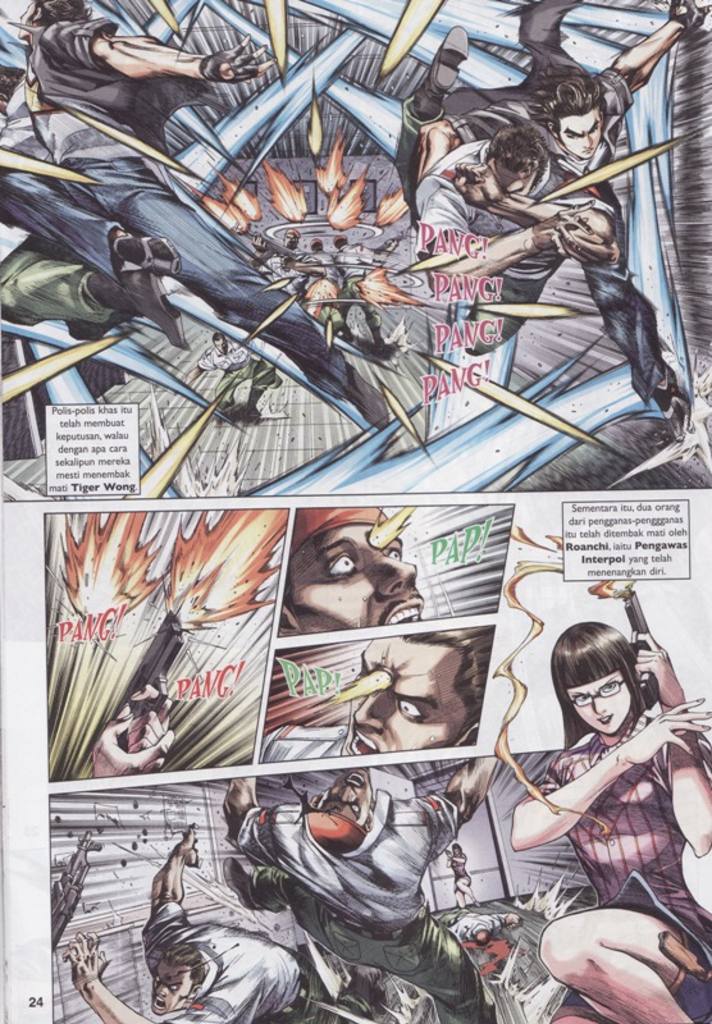 PANG!
PANG!
PANG!
PANG!
Polis-polis khas itu
telah membuat
keputusan, walau
dengan apa cara
sekalipun mereka
mesti menembak
mati Tiger Wong.
Sementara itu, dua orang
dari pengganas-penggganas
itu telah ditembak mati oleh
Roanchi, iaitu Pengawas
Interpol yang telah
menenangkan diri.
PANG!
PANG!
PAP!
PAP!
24